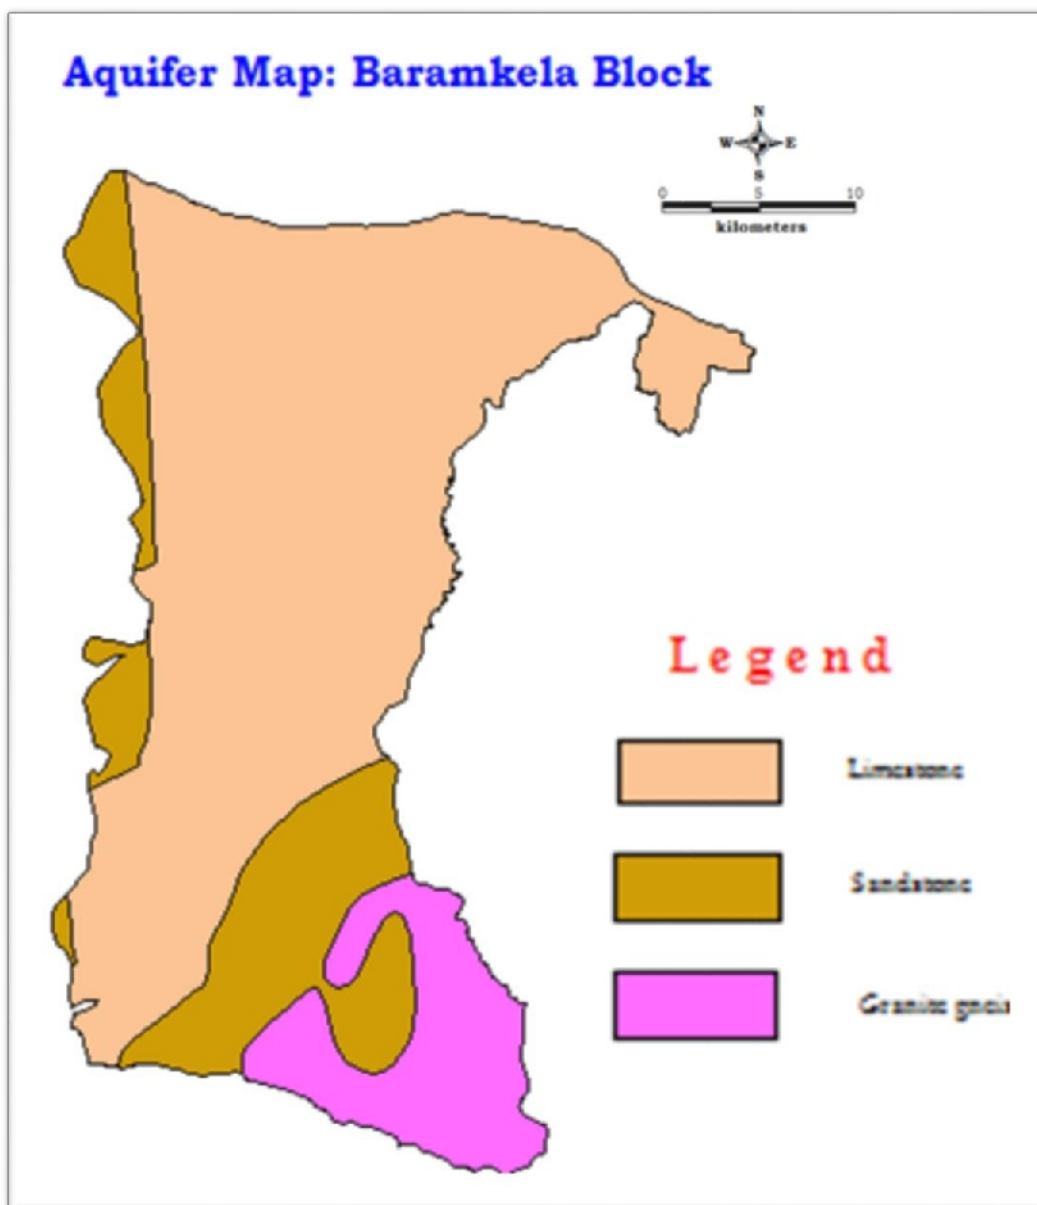 Aquifer Map: Baramkela Block
N
W E
S
0 5 10
kilometers
Legend
Limestone
Sandstone
Granite gneis